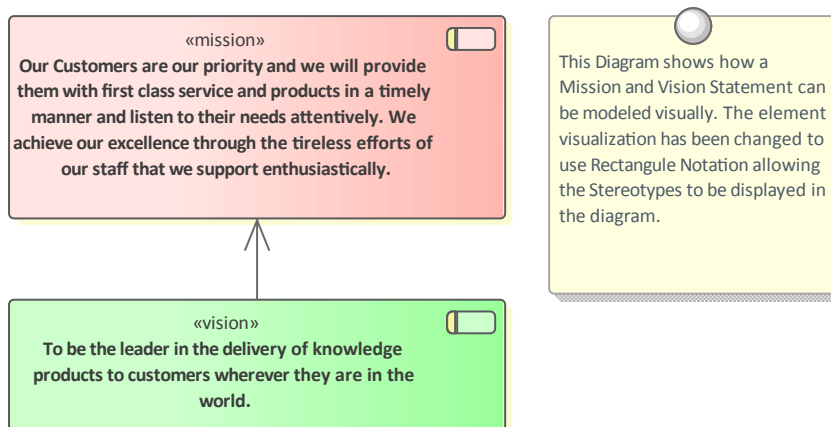 «mission»
Our Customers are our priority and we will provide
them with first class service and products in a timely
manner and listen to their needs attentively. We
achieve our excellence through the tireless efforts of
our staff that we support enthusiastically.
This Diagram shows how a
Mission and Vision Statement can
be modeled visually. The element
visualization has been changed to
use Rectangule Notation allowing
the Stereotypes to be displayed in
the diagram.
«vision»
To be the leader in the delivery of knowledge
products to customers wherever they are in the
world.